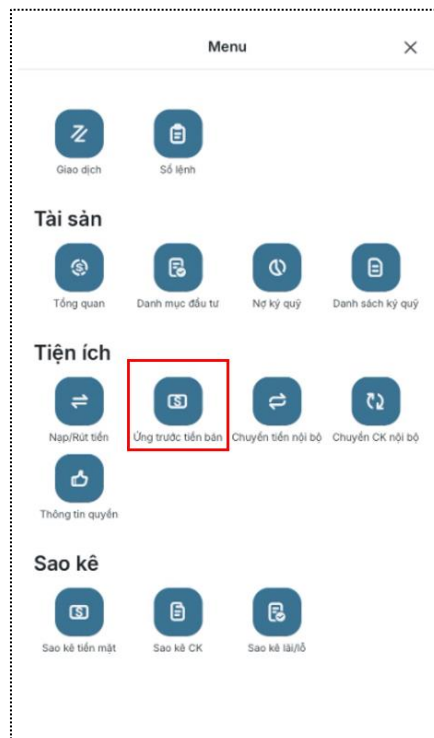 Menu
Giao dịch Sổ lệnh
Tài sản
Tổng quan Danh mục đầu tư Nợ ký quỹ Danh sách ký quỹ
Tiện ích
Nạp/Rút tiền Ứng trước tiền bán Chuyển tiền nội bộ Chuyển CK nội bộ
Thông tin quyền
Sao kê
Sao kê tiền mặt Sao kê CK Sao kê lãi/lỗ